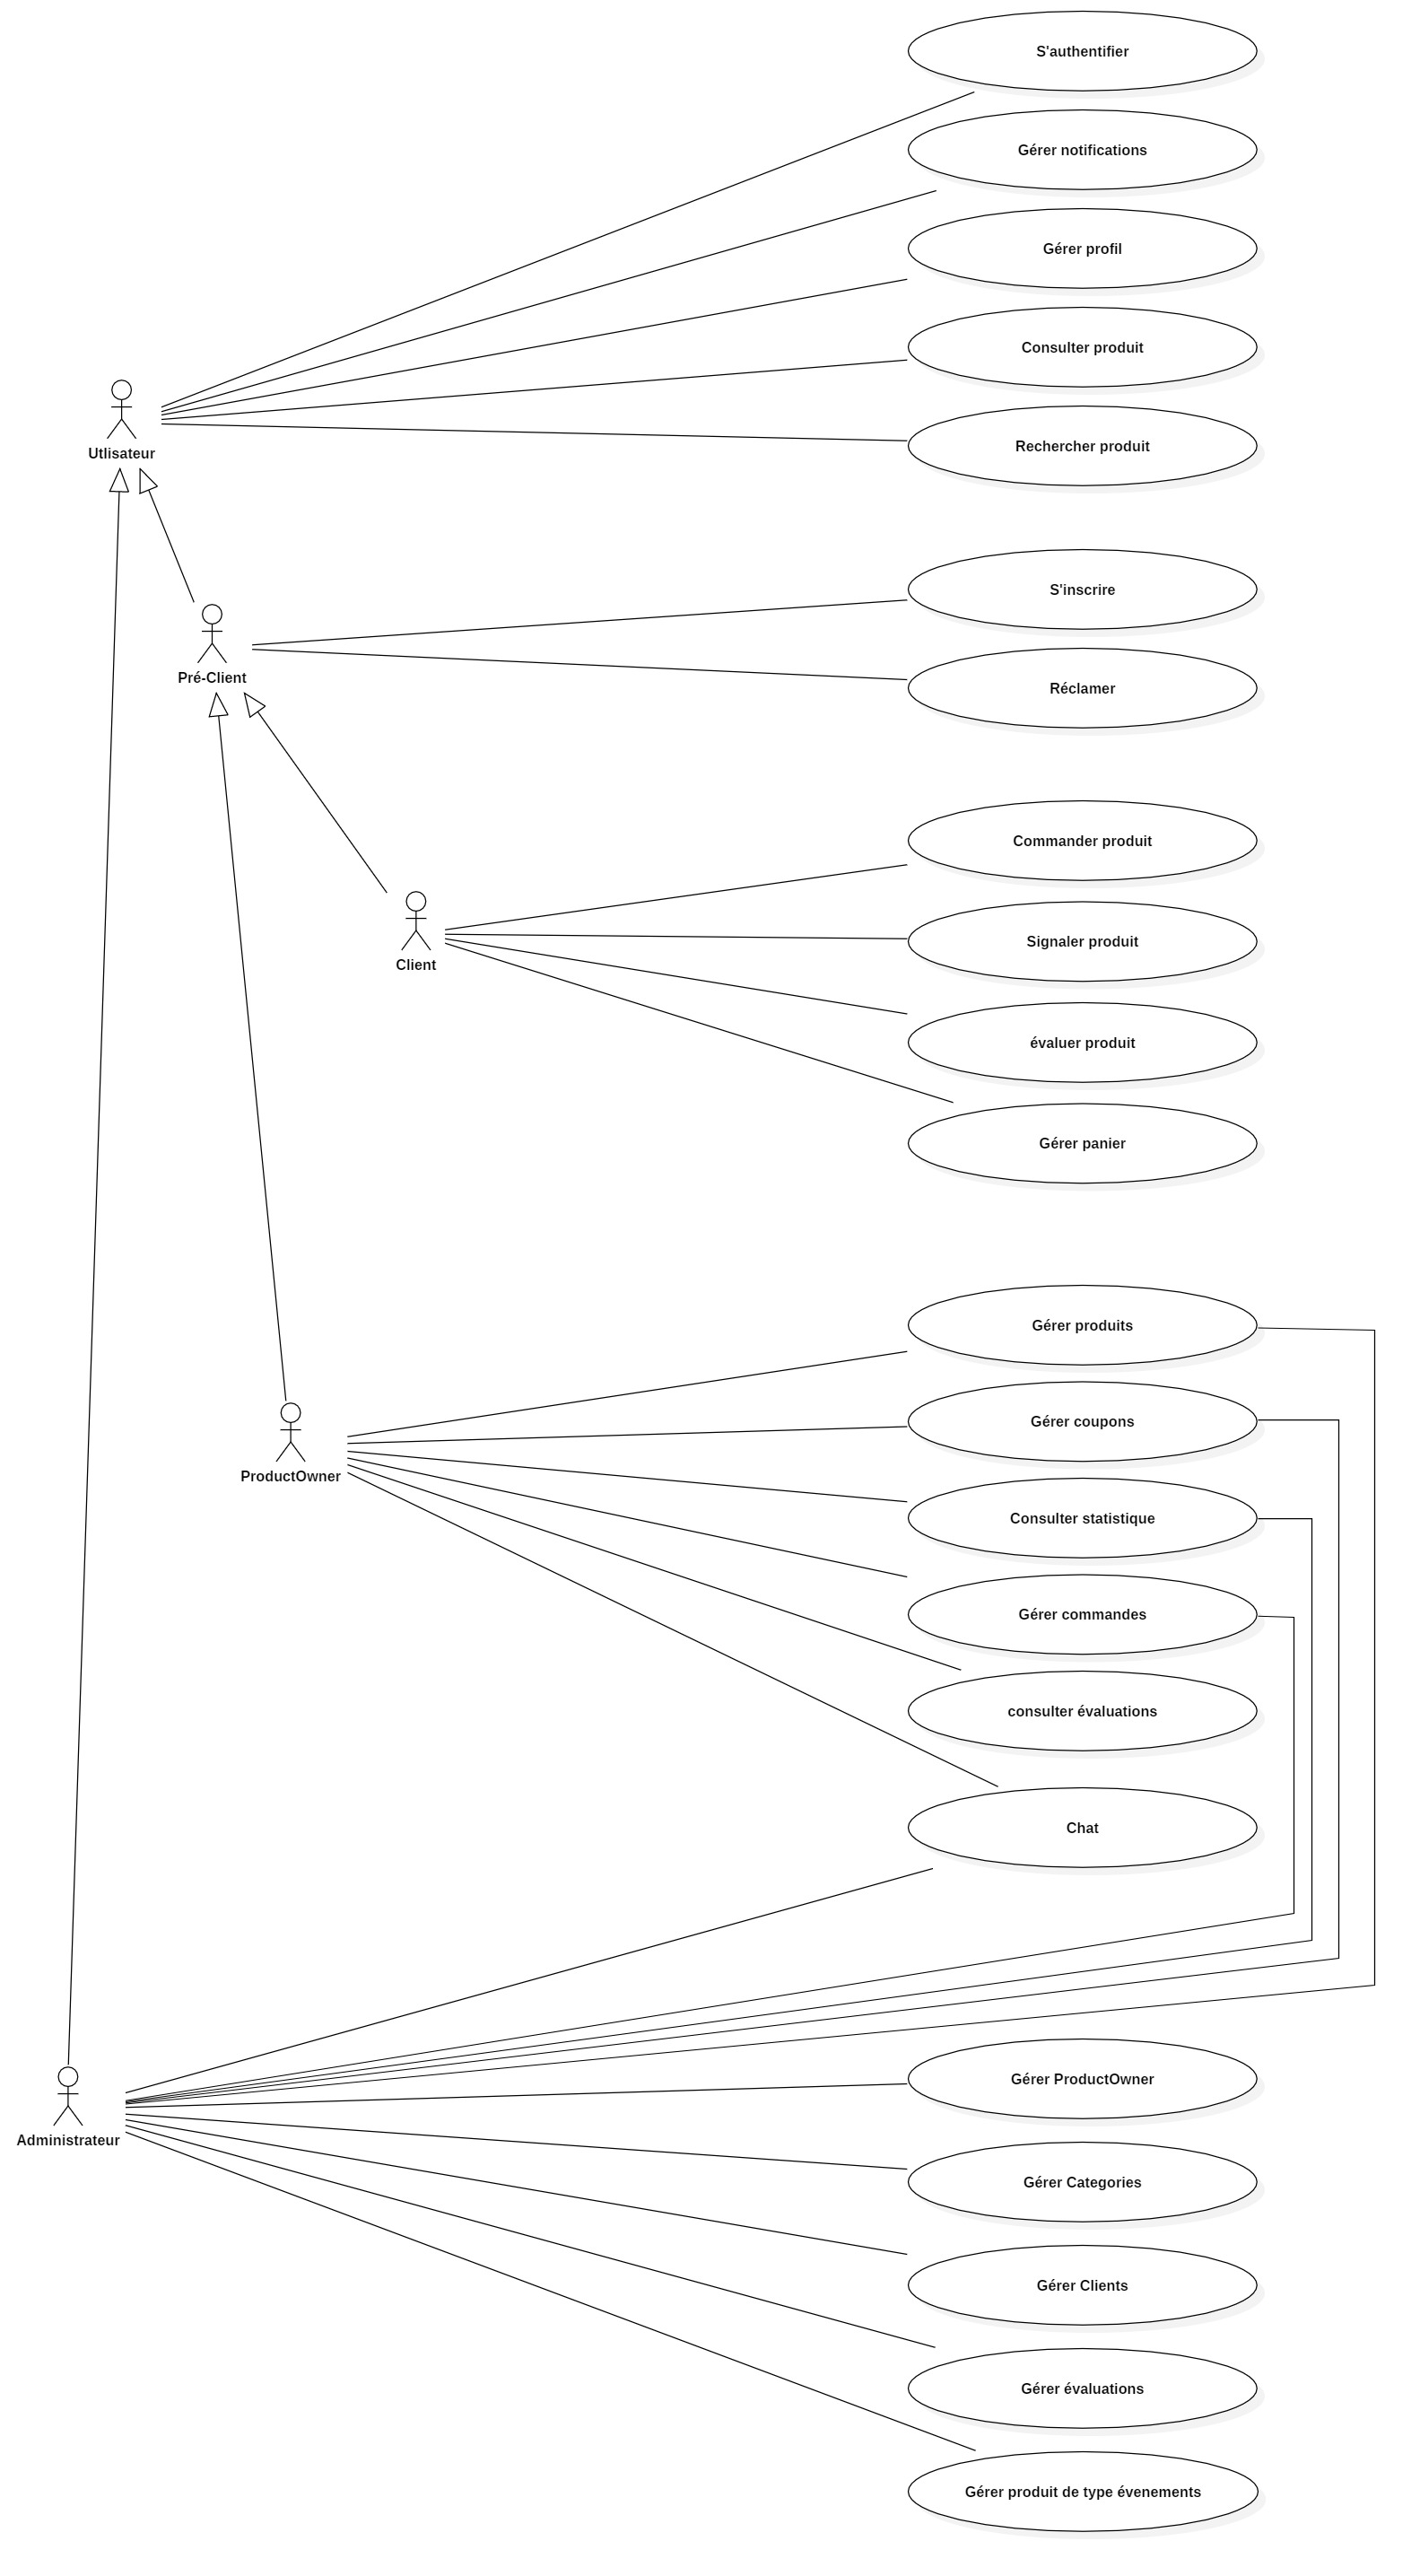 S'authentifier
Gérer notifications
Gérer profil
Consulter produit
Rechercher produit
Utlisateur
S'inscrire
Réclamer
Pré-Client
Commander produit
Signaler produit
évaluer produit
Gérer panier
Client
Gérer produits
Gérer coupons
Consulter statistique
Gérer commandes
consulter évaluations
Chat
ProductOwner
Gérer ProductOwner
Gérer Categories
Gérer Clients
Gérer évaluations
Gérer produit de type évenements
Administrateur